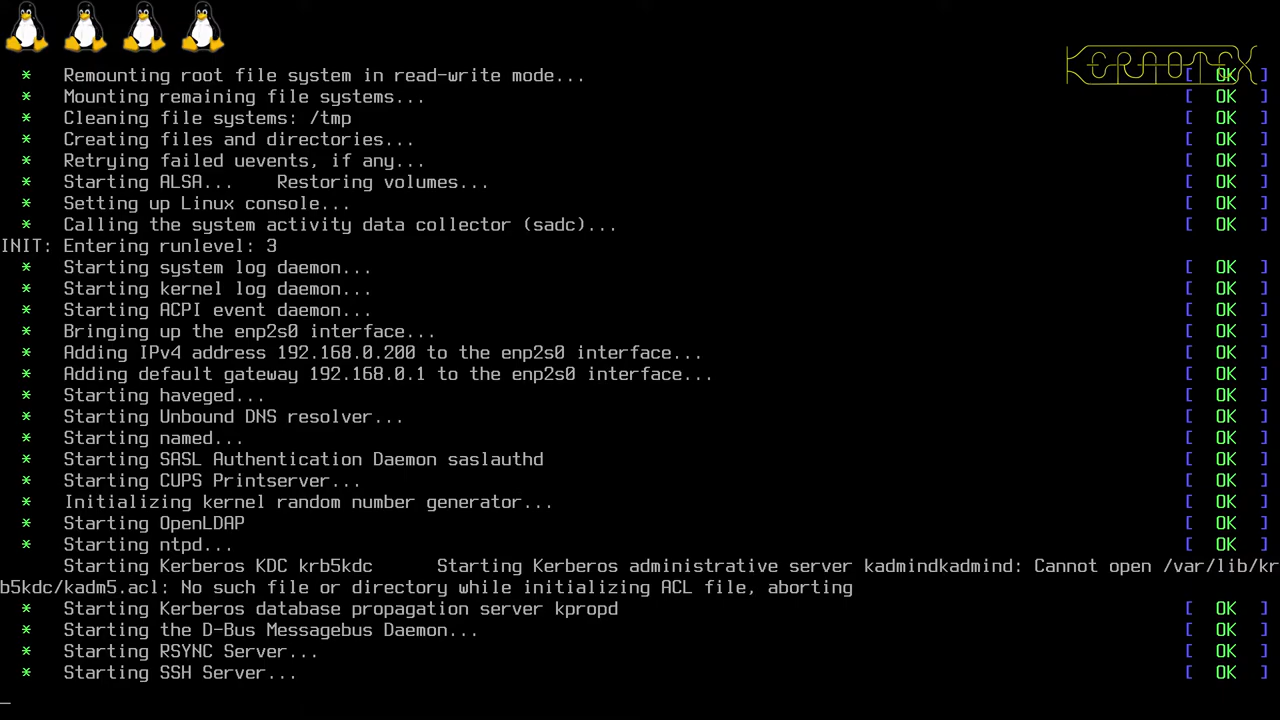 KERNOTEX
* Remounting root file system in read-write mode... [ OK ]
* Mounting remaining file systems... [ OK ]
* Cleaning file systems: /tmp [ OK ]
* Creating files and directories... [ OK ]
* Retrying failed uevents, if any... [ OK ]
* Starting ALSA... Restoring volumes... [ OK ]
* Setting up Linux console... [ OK ]
* Calling the system activity data collector (sadc)... [ OK ]
INIT: Entering runlevel: 3
* Starting system log daemon... [ OK ]
* Starting kernel log daemon... [ OK ]
* Starting ACPI event daemon... [ OK ]
* Bringing up the enp2s0 interface... [ OK ]
* Adding IPv4 address 192.168.0.200 to the enp2s0 interface... [ OK ]
* Adding default gateway 192.168.0.1 to the enp2s0 interface... [ OK ]
* Starting haveged... [ OK ]
* Starting Unbound DNS resolver... [ OK ]
* Starting named... [ OK ]
* Starting SASL Authentication Daemon saslauthd [ OK ]
* Starting CUPS Printserver... [ OK ]
* Initializing kernel random number generator... [ OK ]
* Starting OpenLDAP [ OK ]
* Starting ntpd... [ OK ]
Starting Kerberos KDC krb5kdc Starting Kerberos administrative server kadmindkadmind: Cannot open /var/lib/kr
b5kdc/kadm5.acl: No such file or directory while initializing ACL file, aborting
* Starting Kerberos database propagation server kpropd [ OK ]
* Starting the D-Bus Messagebus Daemon... [ OK ]
* Starting RSYNC Server... [ OK ]
* Starting SSH Server... [ OK ]
_